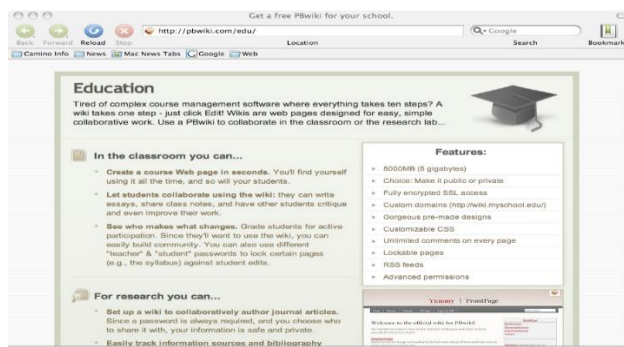 Get a free PBwiki for your school.
http://pbwiki.com/edu/
Google
Back Forward Reload Stop Location Search Bookmark
Camino Info News Mac News Tabs Google Web
Education
Tired of complex course management software where everything takes ten steps? A
wiki takes one step - just click Edit! Wikis are web pages designed for easy, simple
collaborative work. Use a PBwiki to collaborate in the classroom or the research lab...
In the classroom you can...
Create a course Web page in seconds. You'll find yourself
using it all the time, and so will your students.
Let students collaborate using the wiki: they can write
essays, share class notes, and have other students critique
and even improve their work.
See who makes what changes. Grade students for active
participation. Since they'll want to use the wiki, you can
easily build community. You can also use different
"teacher" & "student" passwords to lock certain pages
(e.g., the syllabus) against student edits.
For research you can...
Set up a wiki to collaboratively author journal articles.
Since a password is always required, and you choose who
to share it with, your information is safe and private.
Easily track information sources and bibliography
Features:
5000MB (5 gigabytes)
Choice: Make it public or private
Fully encrypted SSL access
Custom domains (http://wiki.myschool.edu/)
Gorgeous pre-made designs
Customizable CSS
Unlimited comments on every page
Lockable pages
RSS feeds
Advanced permissions
Yummy | FrontPage
Welcome to the official wiki for PBwiki!